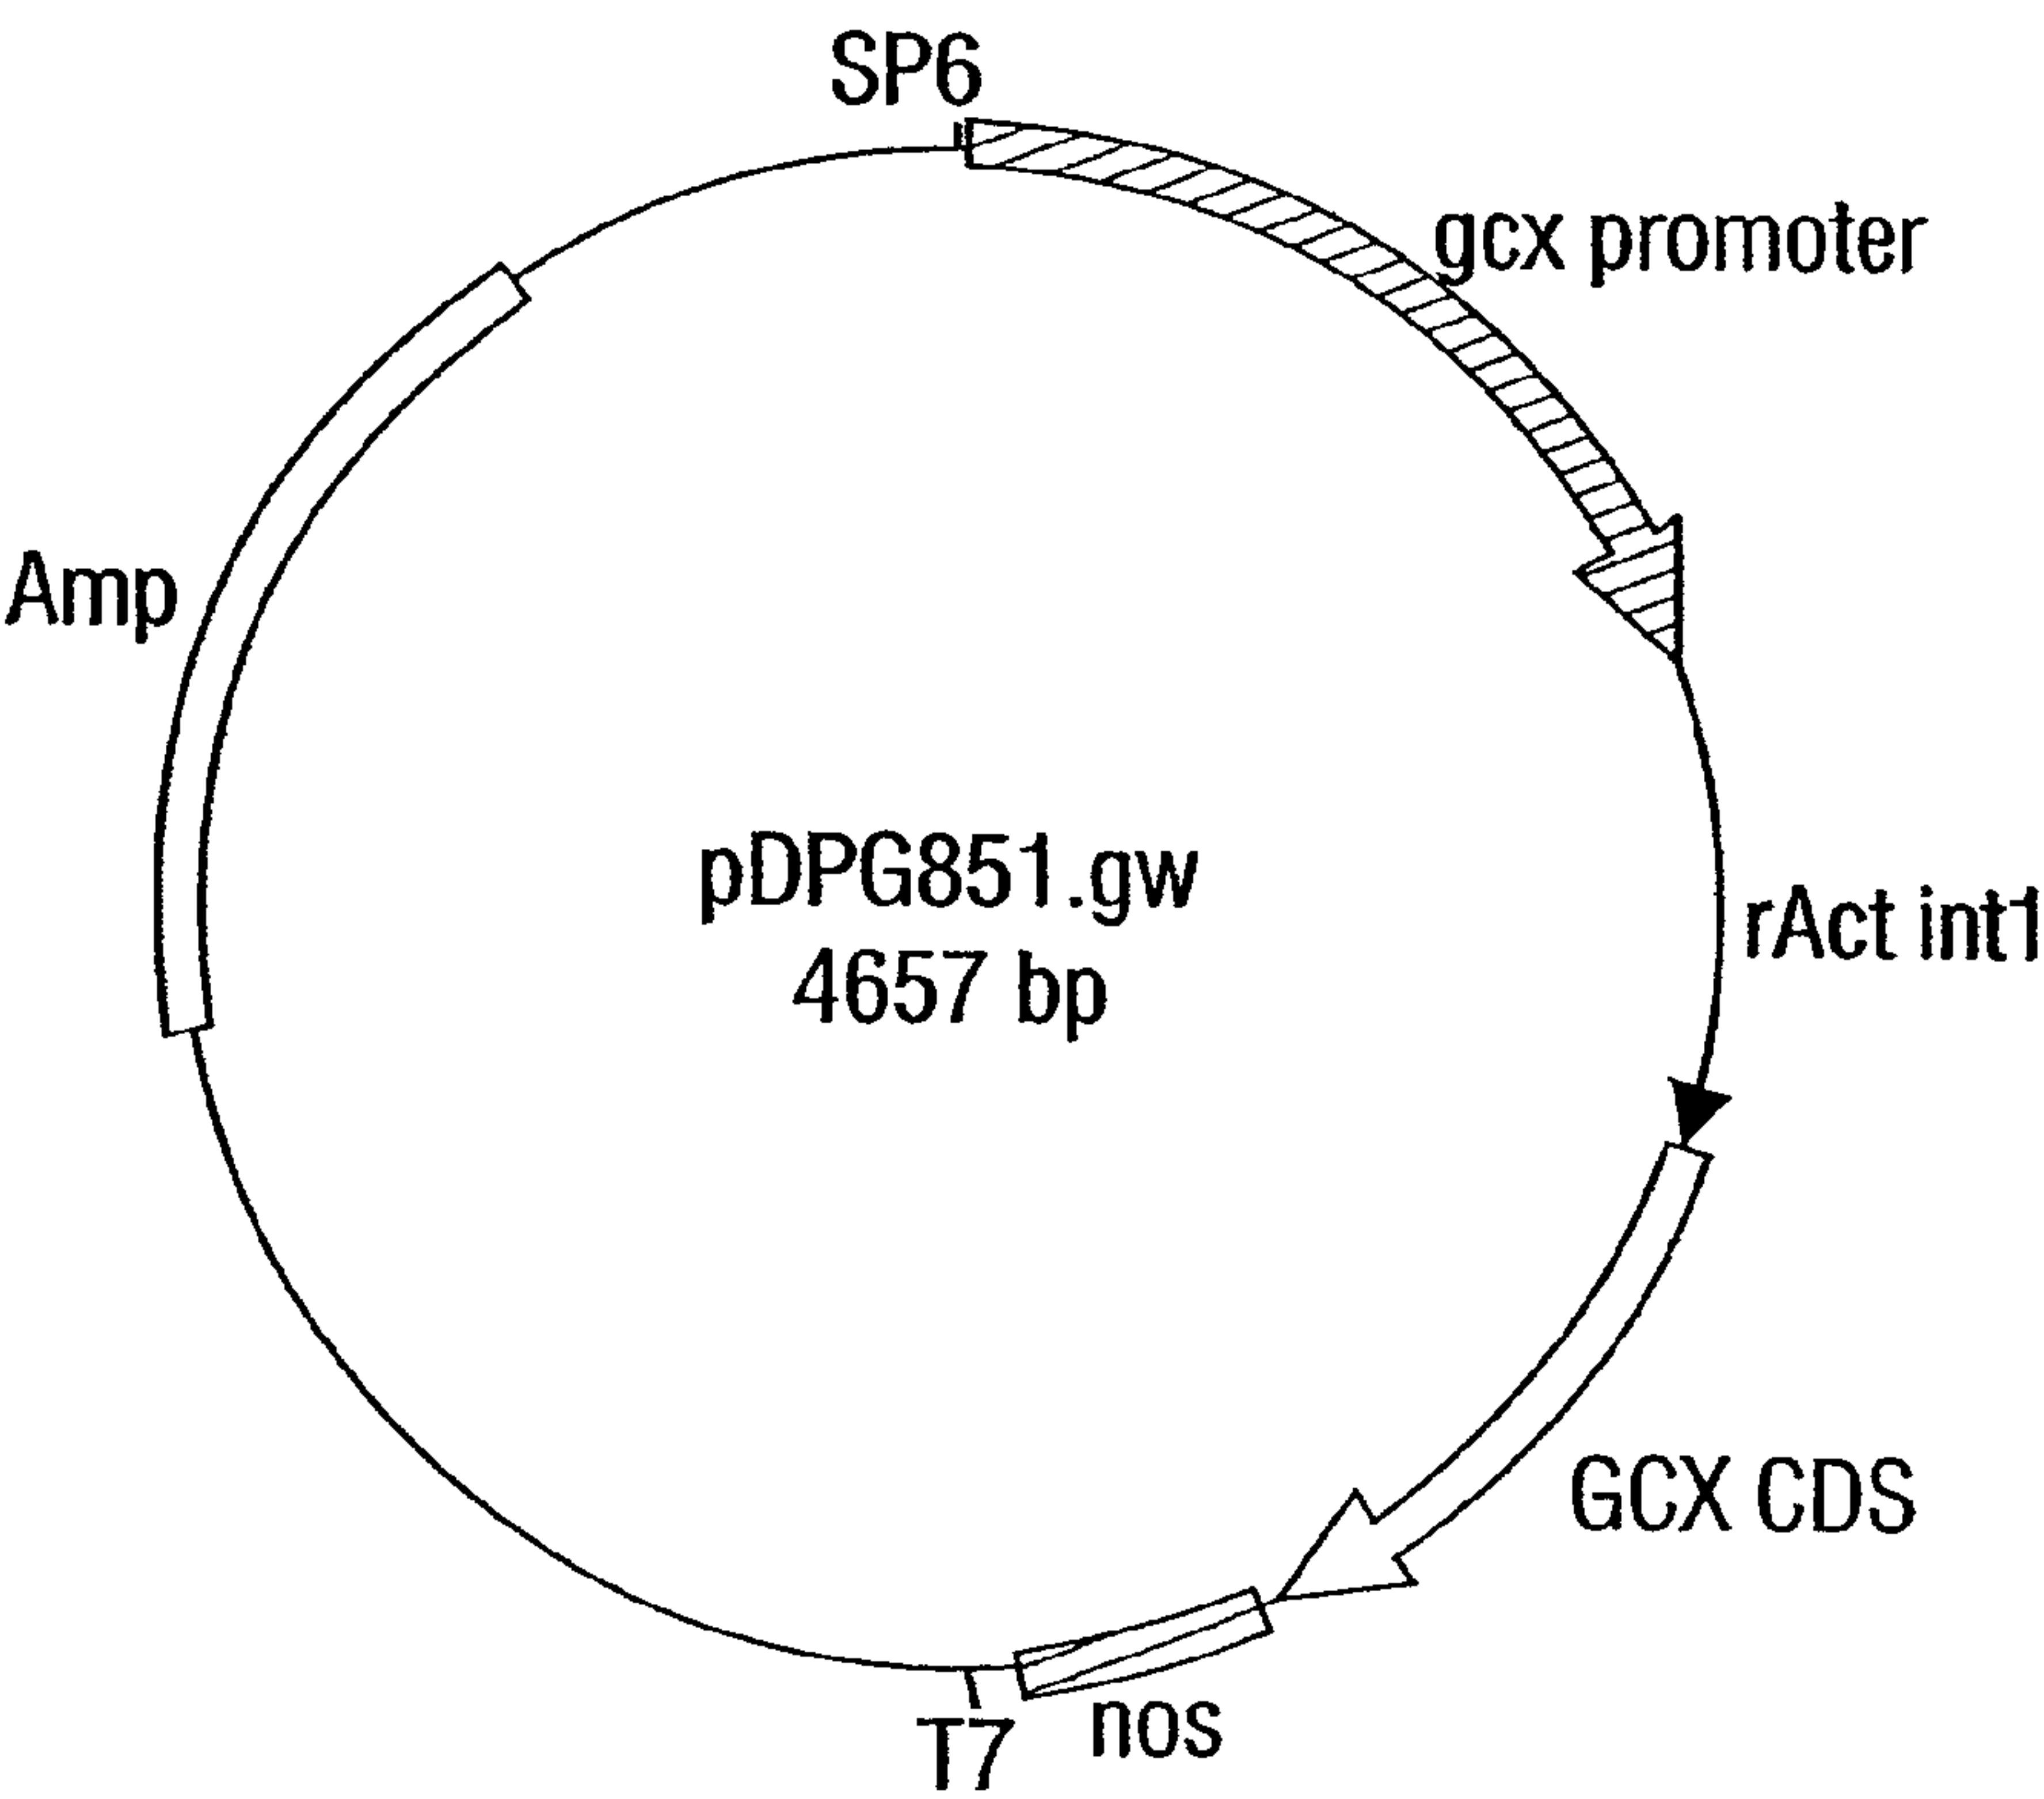 SP6
gcx promoter
Amp
pDPG851.gw
4657 bp
rAct int1
GCX CDS
nos
T7